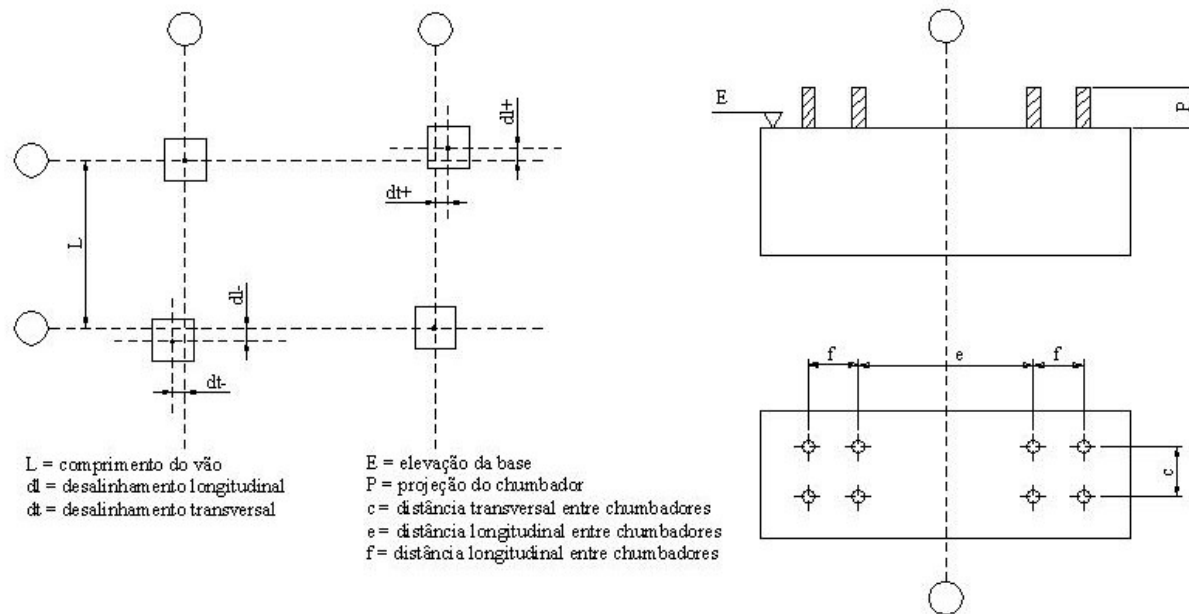 dl+
E
P
dt+
L
dl-
dt-
f
e
f
c
L = comprimento do vão
dl = desalinhamento longitudinal
dt = desalinhamento transversal
E = elevação da base
P = projeção do chumbador
c = distância transversal entre chumbadores
e = distância longitudinal entre chumbadores
f = distância longitudinal entre chumbadores